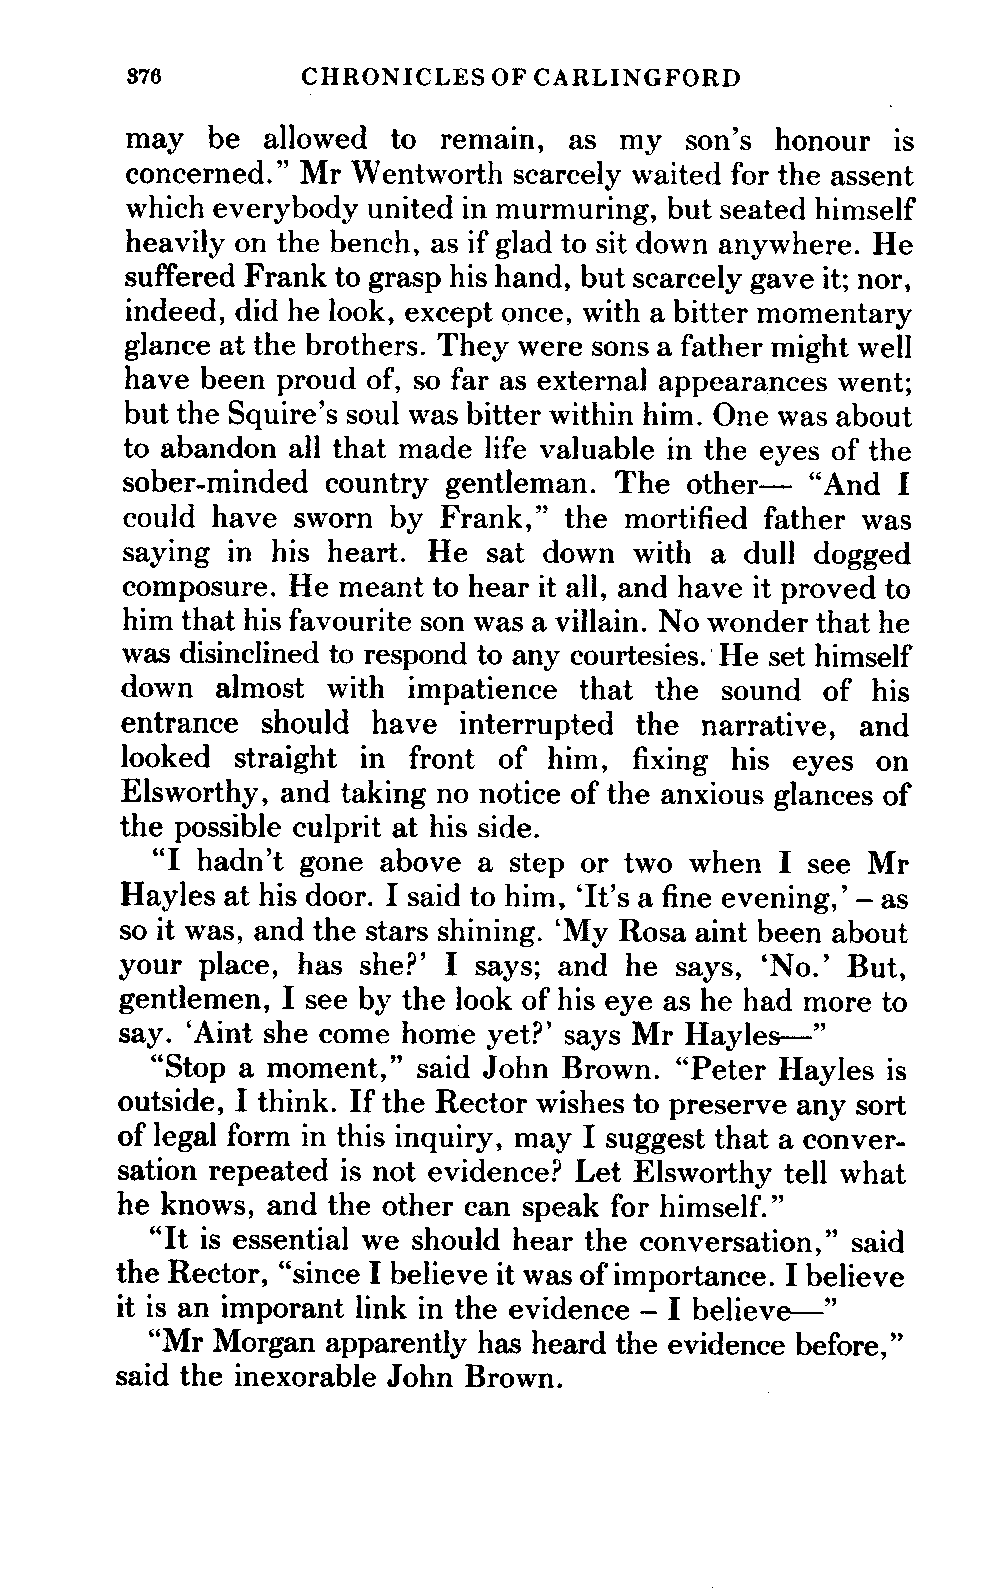 376 CHRONICLES OF CARLINGFORD
may be allowed to remain, as my son's honour is
concerned.” Mr Wentworth scarcely waited for the assent
which everybody united in murmuring, but seated himself
heavily on the bench, as if glad to sit down anywhere. He
suffered Frank to grasp his hand, but scarcely gave it; nor,
indeed, did he look, except once, with a bitter momentary
glance at the brothers. They were sons a father might well
have been proud of, so far as external appearances went;
but the Squire's soul was bitter within him. One was about
to abandon all that made life valuable in the eyes of the
sober-minded country gentleman. The other— “And I
could have sworn by Frank,” the mortified father was
saying in his heart. He sat down with a dull dogged
composure. He meant to hear it all, and have it proved to
him that his favourite son was a villain. No wonder that he
was disinclined to respond to any courtesies. He set himself
down almost with impatience that the sound of his
entrance should have interrupted the narrative, and
looked straight in front of him, fixing his eyes on
Elsworthy, and taking no notice of the anxious glances of
the possible culprit at his side.
“I hadn't gone above a step or two when I see Mr
Hayles at his door. I said to him, ‘It's a fine evening,’ – as
so it was, and the stars shining. ‘My Rosa aint been about
your place, has she?’ I says; and he says, ‘No.’ But,
gentlemen, I see by the look of his eye as he had more to
say. ‘Aint she come home yet?’ says Mr Hayles—”
“Stop a moment,” said John Brown. “Peter Hayles is
outside, I think. If the Rector wishes to preserve any sort
of legal form in this inquiry, may I suggest that a conver-
sation repeated is not evidence? Let Elsworthy tell what
he knows, and the other can speak for himself.”
“It is essential we should hear the conversation,” said
the Rector, “since I believe it was of importance. I believe
it is an imporant link in the evidence – I believe—”
“Mr Morgan apparently has heard the evidence before,”
said the inexorable John Brown.